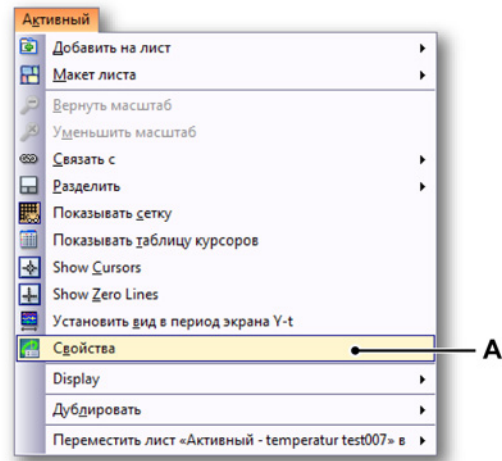 Активный
Добавить на лист
Макет листа
Вернуть масштаб
Уменьшить масштаб
Связать с
Разделить
Показывать сетку
Показывать таблицу курсоров
Show Cursors
Show Zero Lines
Установить вид в период экрана Y-t
Свойства
A
Display
Дублировать
Переместить лист «Активный - temperatur test007» в